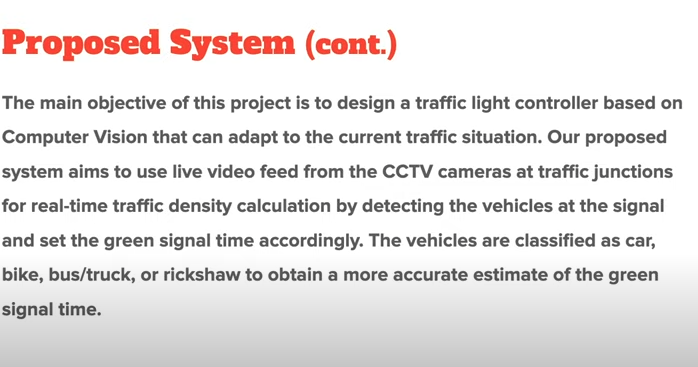 Proposed System (cont.)
The main objective of this project is to design a traffic light controller based on
Computer Vision that can adapt to the current traffic situation. Our proposed
system aims to use live video feed from the CCTV cameras at traffic junctions
for real-time traffic density calculation by detecting the vehicles at the signal
and set the green signal time accordingly. The vehicles are classified as car,
bike, bus/truck, or rickshaw to obtain a more accurate estimate of the green
signal time.